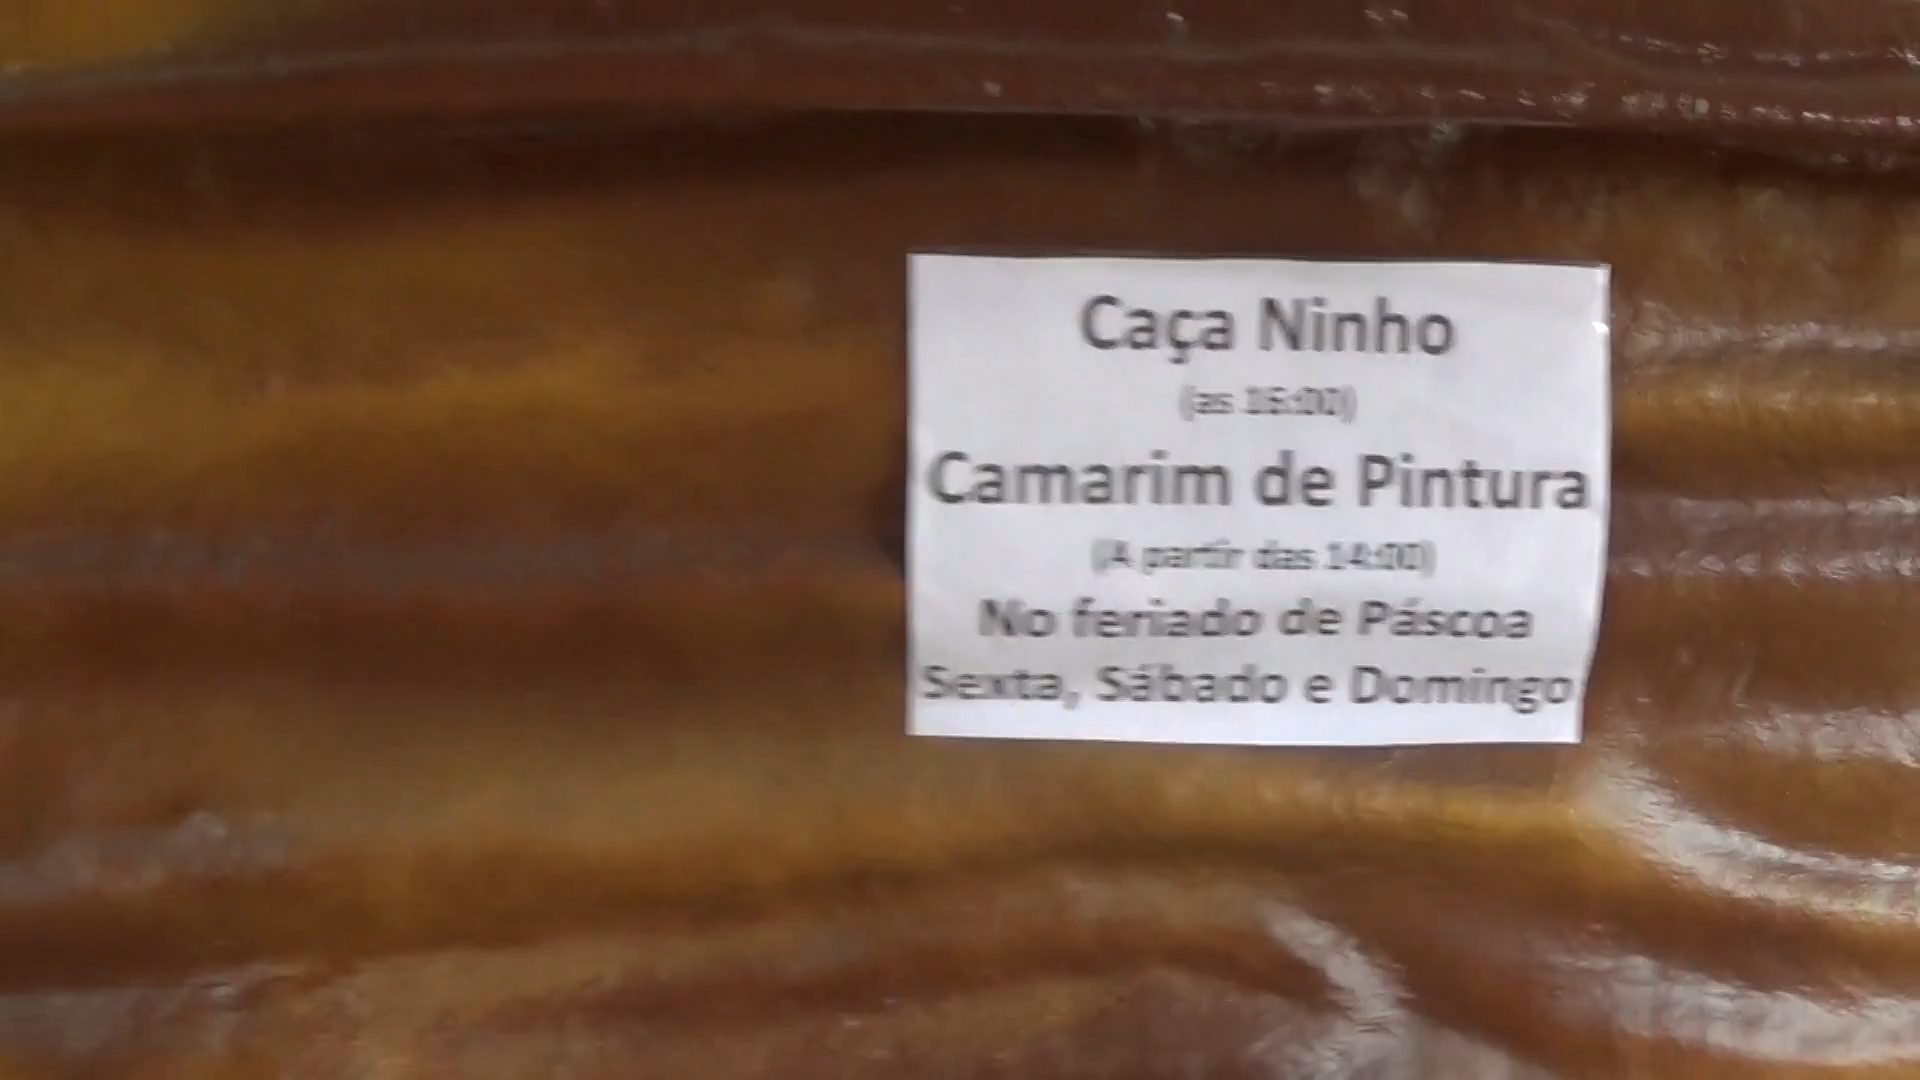 Caça Ninho
(as 16:00)
Camarim de Pintura
(A partir das 14:00)
No feriado de Páscoa
Sexta, Sábado e Domingo